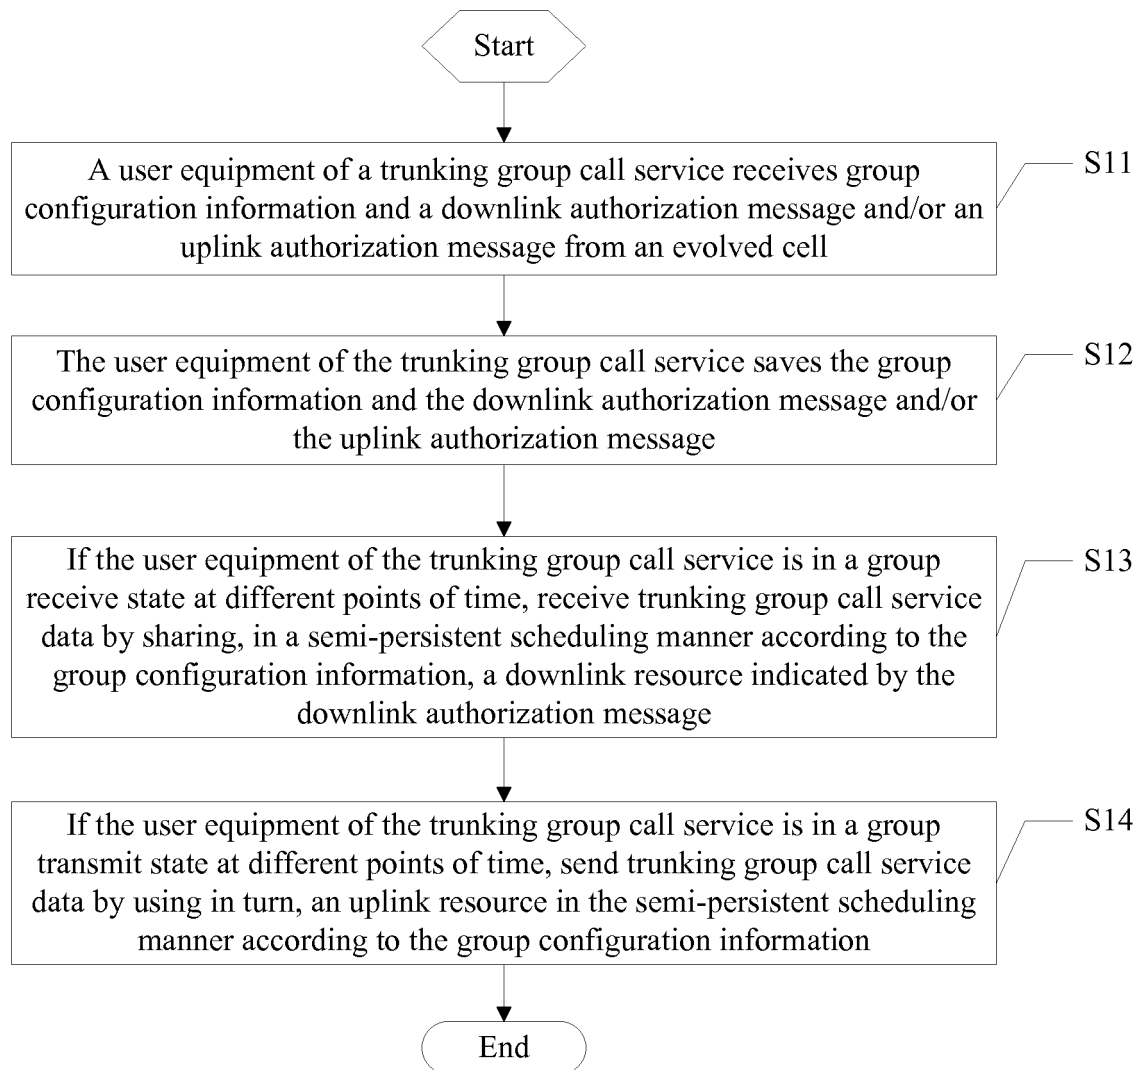 Start
A user equipment of a trunking group call service receives group
configuration information and a downlink authorization message and/or an
uplink authorization message from an evolved cell
S11
The user equipment of the trunking group call service saves the group
configuration information and the downlink authorization message and/or
the uplink authorization message
S12
If the user equipment of the trunking group call service is in a group
receive state at different points of time, receive trunking group call service
data by sharing, in a semi-persistent scheduling manner according to the
group configuration information, a downlink resource indicated by the
downlink authorization message
S13
If the user equipment of the trunking group call service is in a group
transmit state at different points of time, send trunking group call service
data by using in turn, an uplink resource in the semi-persistent scheduling
manner according to the group configuration information
S14
End